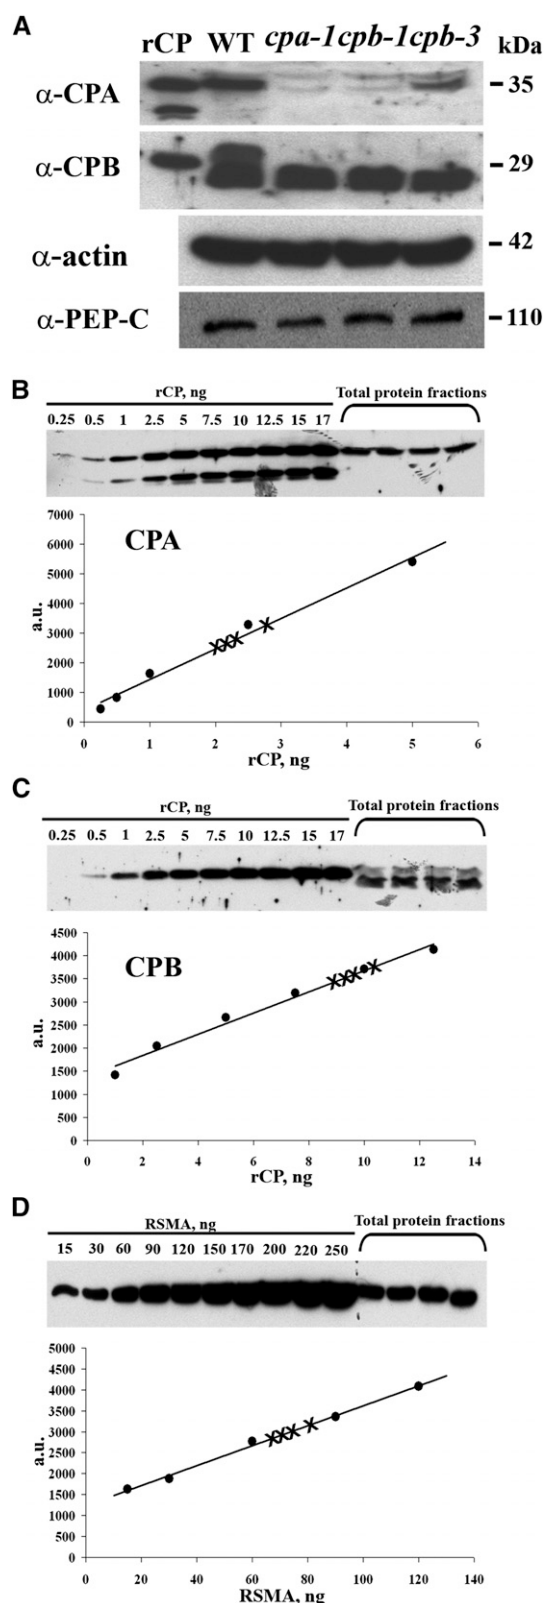 A
rCP WT cpa-1 cpb-1 cpb-3 kDa
α-CPA 35
α-CPB 29
α-actin 42
α-PEP-C 110
B
rCP, ng Total protein fractions
0.25 0.5 1 2.5 5 7.5 10 12.5 15 17
7000
6000
5000
4000
3000
2000
1000
0
CPA
a.u.
0 1 2 3 4 5 6
rCP, ng
C
rCP, ng Total protein fractions
0.25 0.5 1 2.5 5 7.5 10 12.5 15 17
4500
4000
3500
3000
2500
2000
1500
1000
500
0
CPB
a.u.
0 2 4 6 8 10 12 14
rCP, ng
D
RSMA, ng Total protein fractions
15 30 60 90 120 150 170 200 220 250
5000
4500
4000
3500
3000
2500
2000
1500
1000
500
0
a.u.
0 20 40 60 80 100 120 140
RSMA, ng